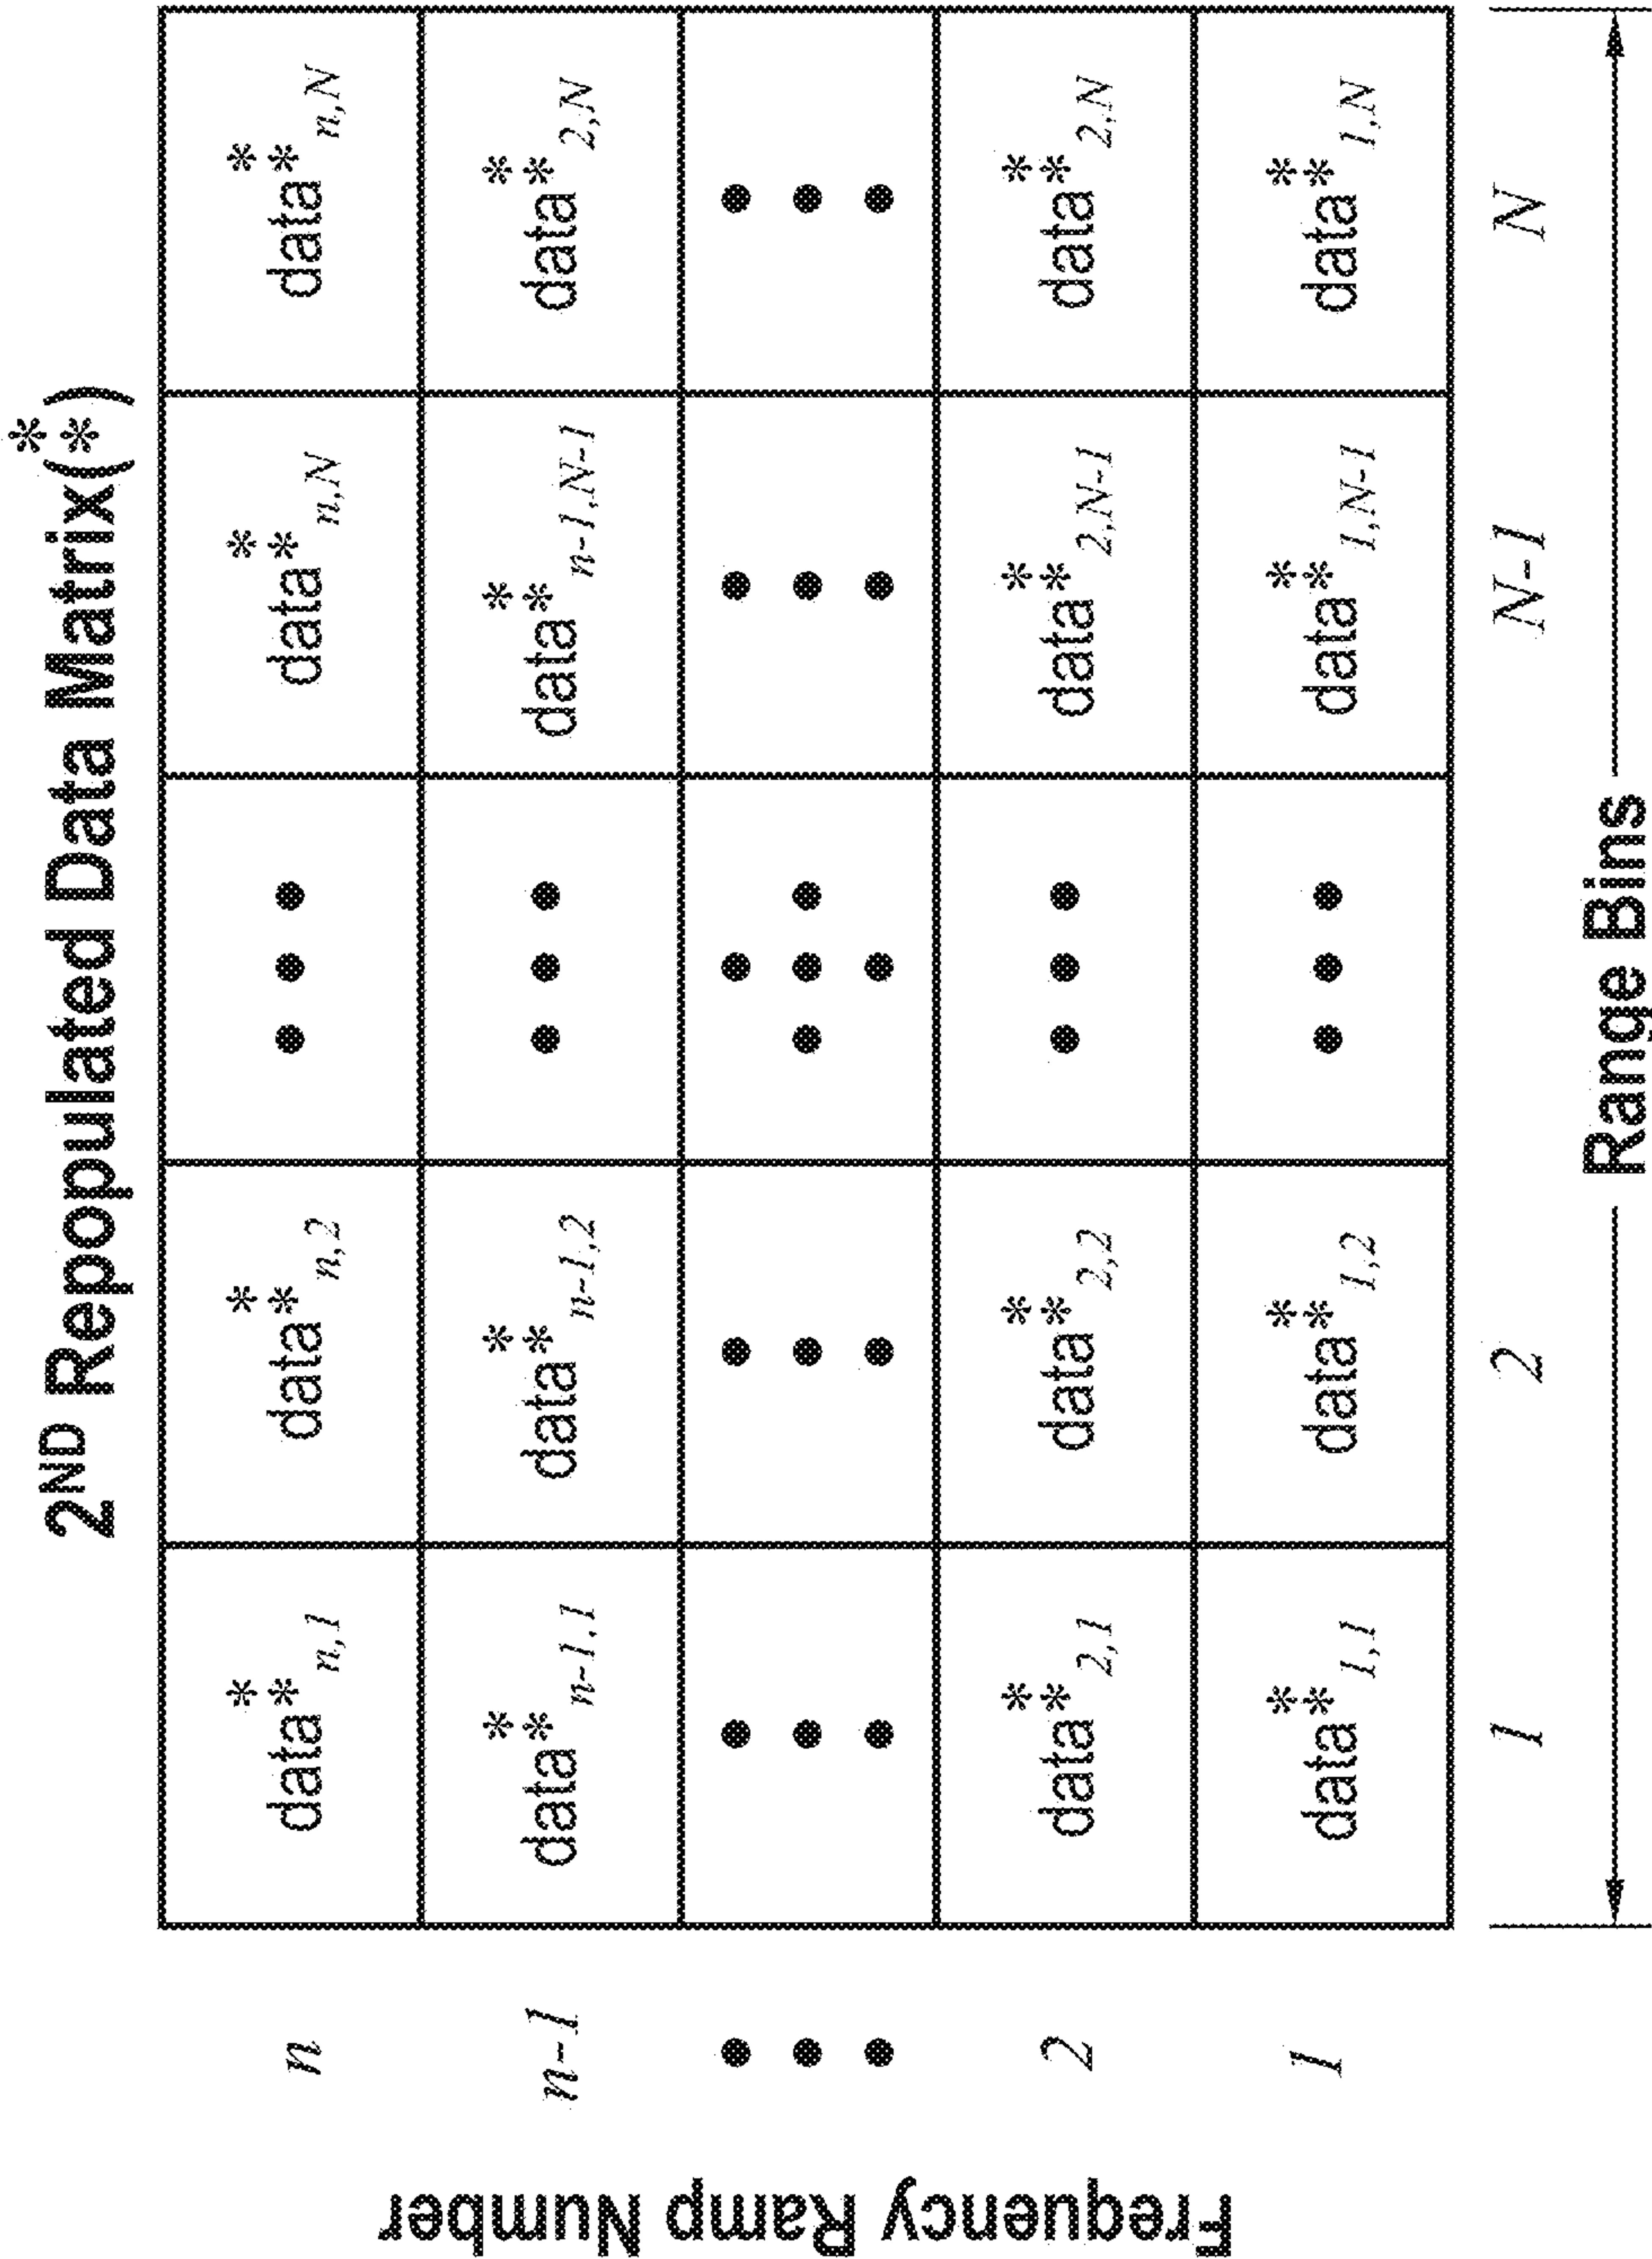 2ND Repopulated Data Matrix(**)
Frequency Ramp Number
n data**n,1 data**n,2 ● ● ● data**n,N data**n,N
n-1 data**n-1,1 data**n-1,2 ● ● ● data**n-1,N-1 data**2,N
2 data**2,1 data**2,2 ● ● ● data**2,N-1 data**2,N
1 data**1,1 data**1,2 ● ● ● data**1,N-1 data**1,N
1 2 N-1 N
Range Bins